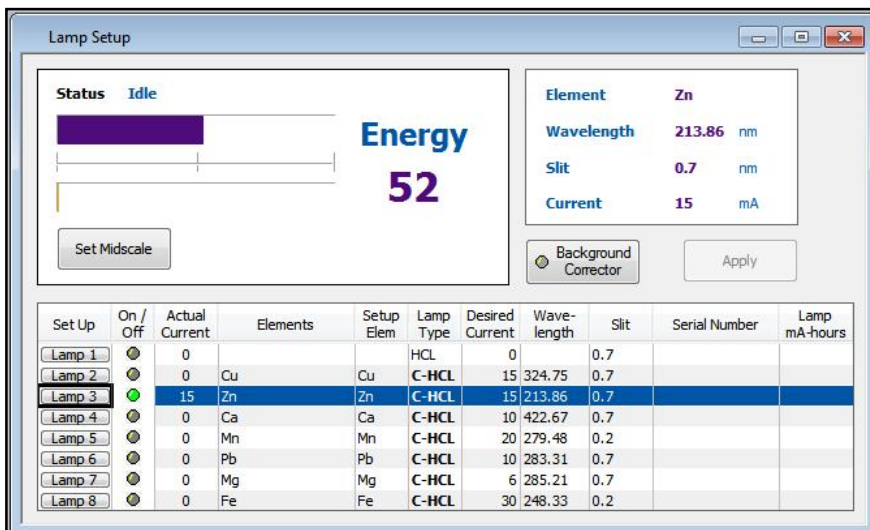 Lamp Setup
Status Idle
Energy
52
Set Midscale
Element Zn
Wavelength 213.86 nm
Slit 0.7 nm
Current 15 mA
Background Corrector
Apply
Set Up On / Off Actual Current Elements Setup Elem Lamp Type Desired Current Wave-length Slit Serial Number Lamp mA-hours
Lamp 1 0 HCL 0 0.7
Lamp 2 0 Cu Cu C-HCL 15 324.75 0.7
Lamp 3 15 Zn Zn C-HCL 15 213.86 0.7
Lamp 4 0 Ca Ca C-HCL 10 422.67 0.7
Lamp 5 0 Mn Mn C-HCL 20 279.48 0.2
Lamp 6 0 Pb Pb C-HCL 10 283.31 0.7
Lamp 7 0 Mg Mg C-HCL 6 285.21 0.7
Lamp 8 0 Fe Fe C-HCL 30 248.33 0.2